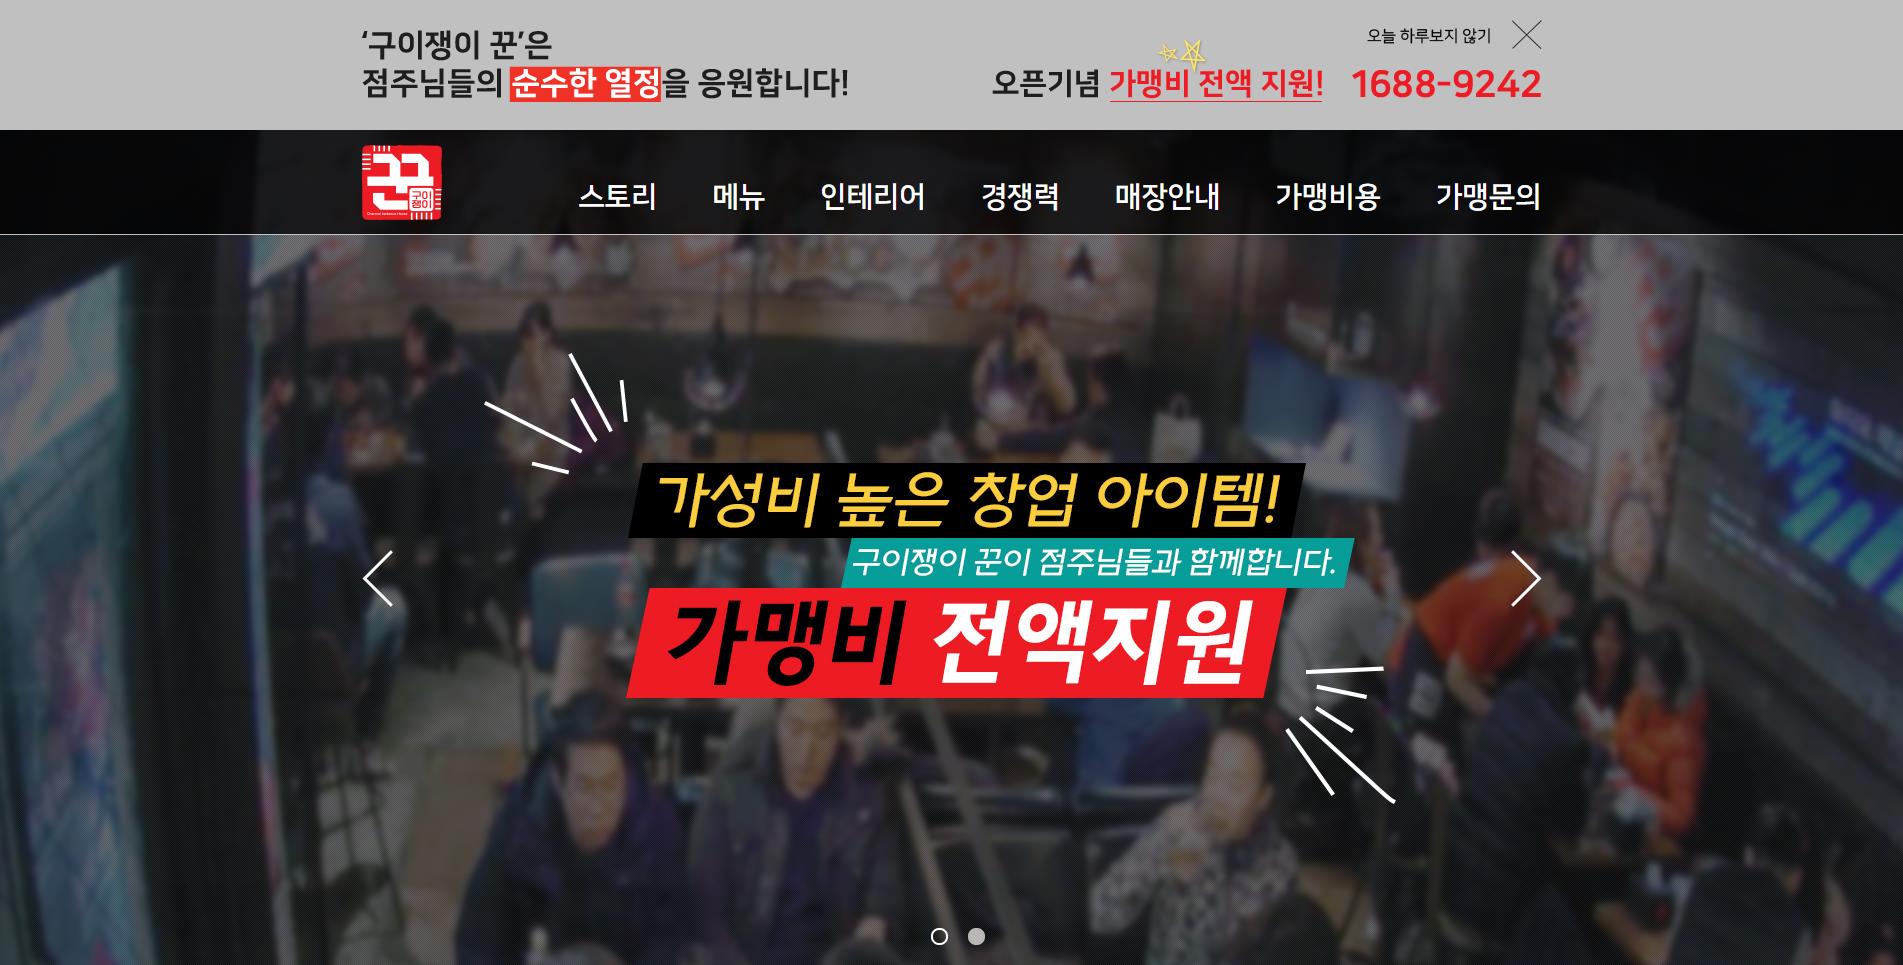 ‘구이쟁이 꾼’은
점주님들의 순수한 열정을 응원합니다!
오늘 하루보지 않기
오픈기념 가맹비 전액 지원! 1688-9242
꾼
구이
쟁이
스토리 메뉴 인테리어 경쟁력 매장안내 가맹비용 가맹문의
가성비 높은 창업 아이템!
구이쟁이 꾼이 점주님들과 함께합니다.
가맹비 전액지원